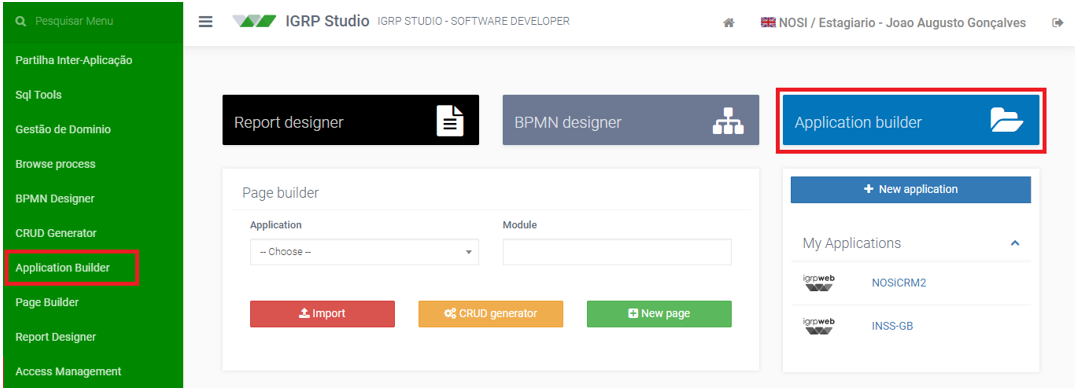 Pesquisar Menu
IGRP Studio IGRP STUDIO - SOFTWARE DEVELOPER
NOSI / Estagiario - Joao Augusto Gonçalves
Partilha Inter-Aplicação
Sql Tools
Gestão de Dominio
Browse process
BPMN Designer
CRUD Generator
Application Builder
Page Builder
Report Designer
Access Management
Report designer
BPMN designer
Application builder
Page builder
Application
Module
-- Choose --
Import
CRUD generator
New page
New application
My Applications
igrpweb
NOSiCRM2
igrpweb
INSS-GB